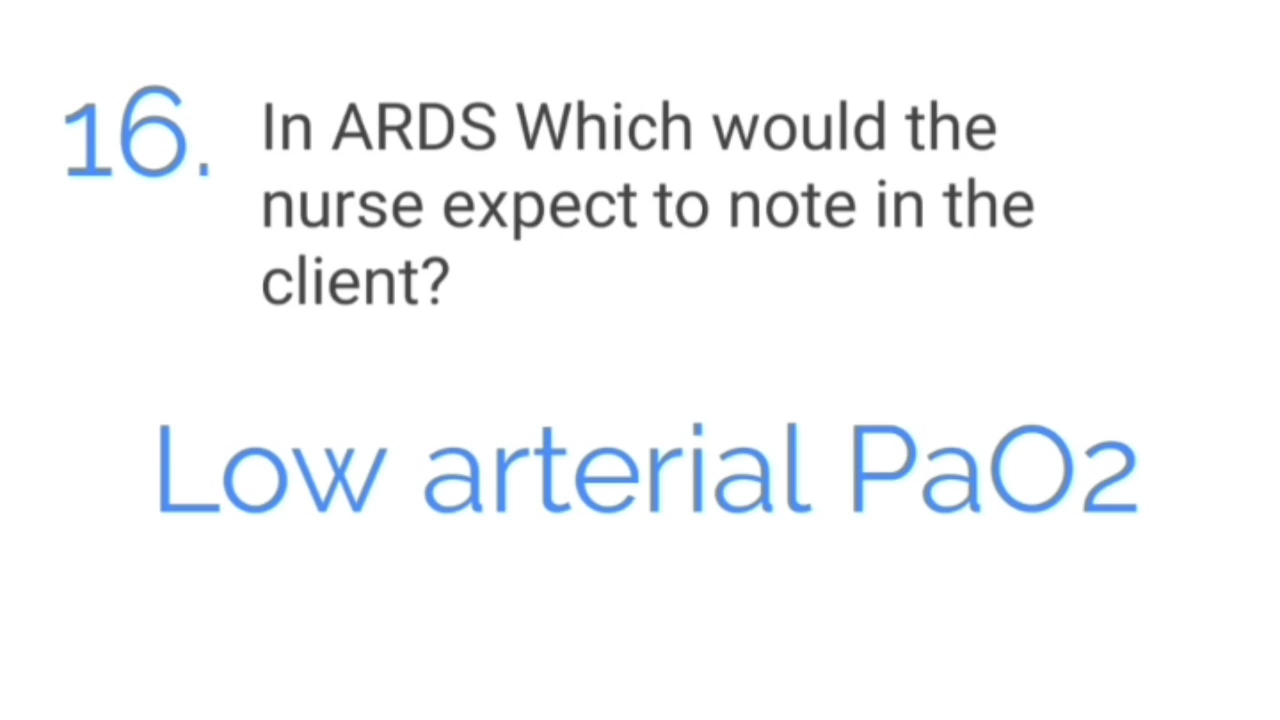 16. In ARDS Which would the
nurse expect to note in the
client?
Low arterial PaO2